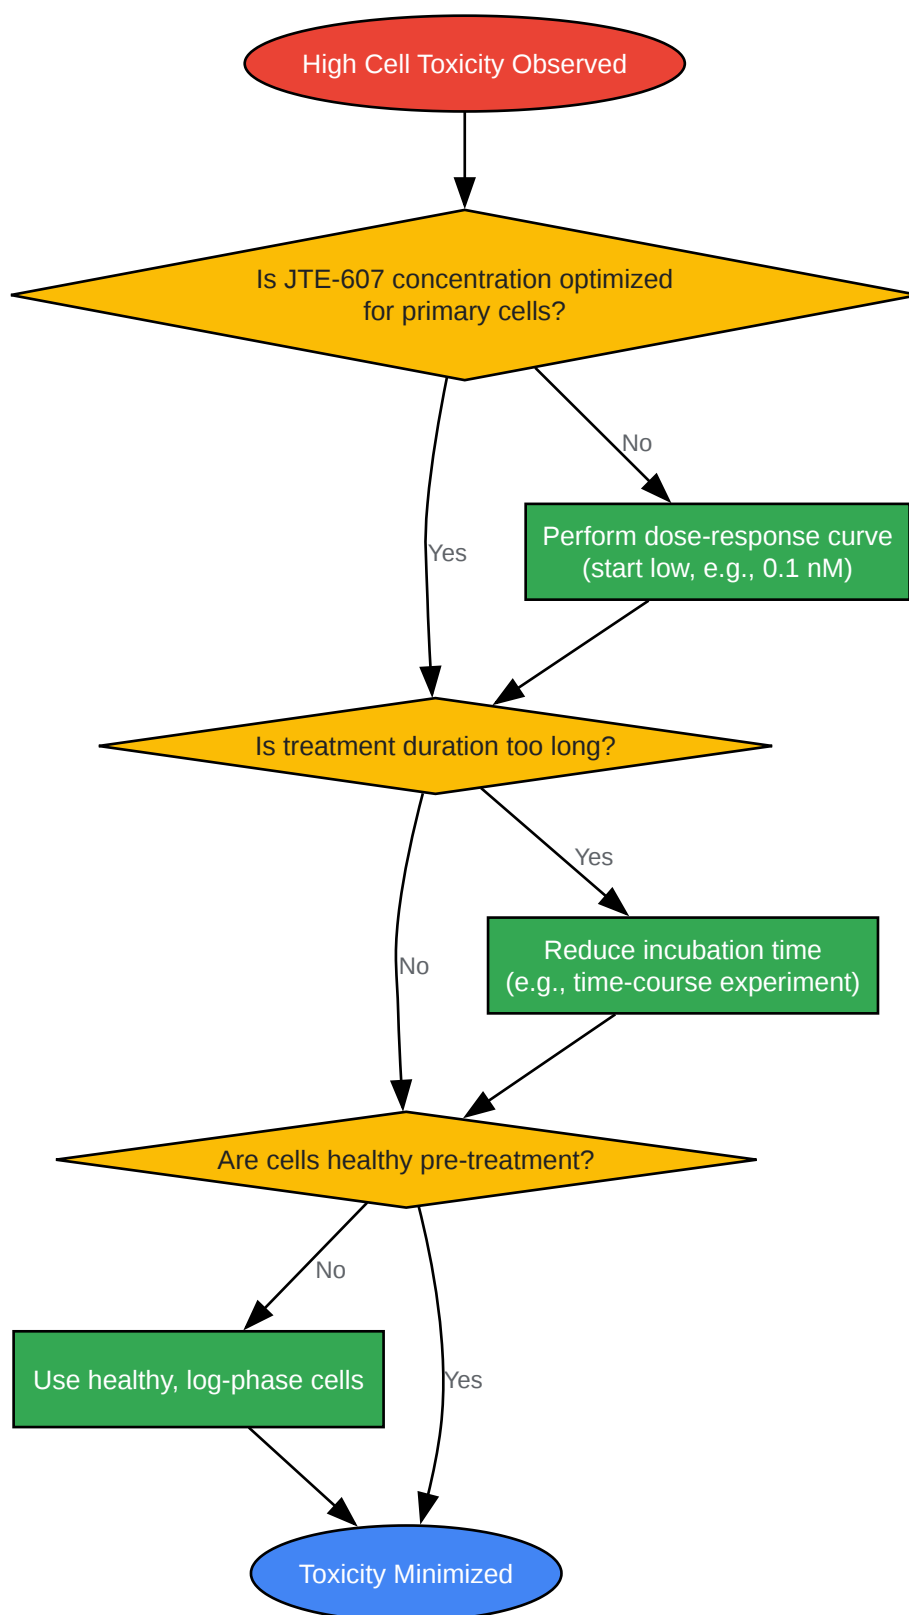 High Cell Toxicity Observed
Is JTE-607 concentration optimized
for primary cells?
No
Perform dose-response curve
(start low, e.g., 0.1 nM)
Yes
Is treatment duration too long?
Yes
Reduce incubation time
(e.g., time-course experiment)
No
Are cells healthy pre-treatment?
No
Use healthy, log-phase cells
Yes
Toxicity Minimized